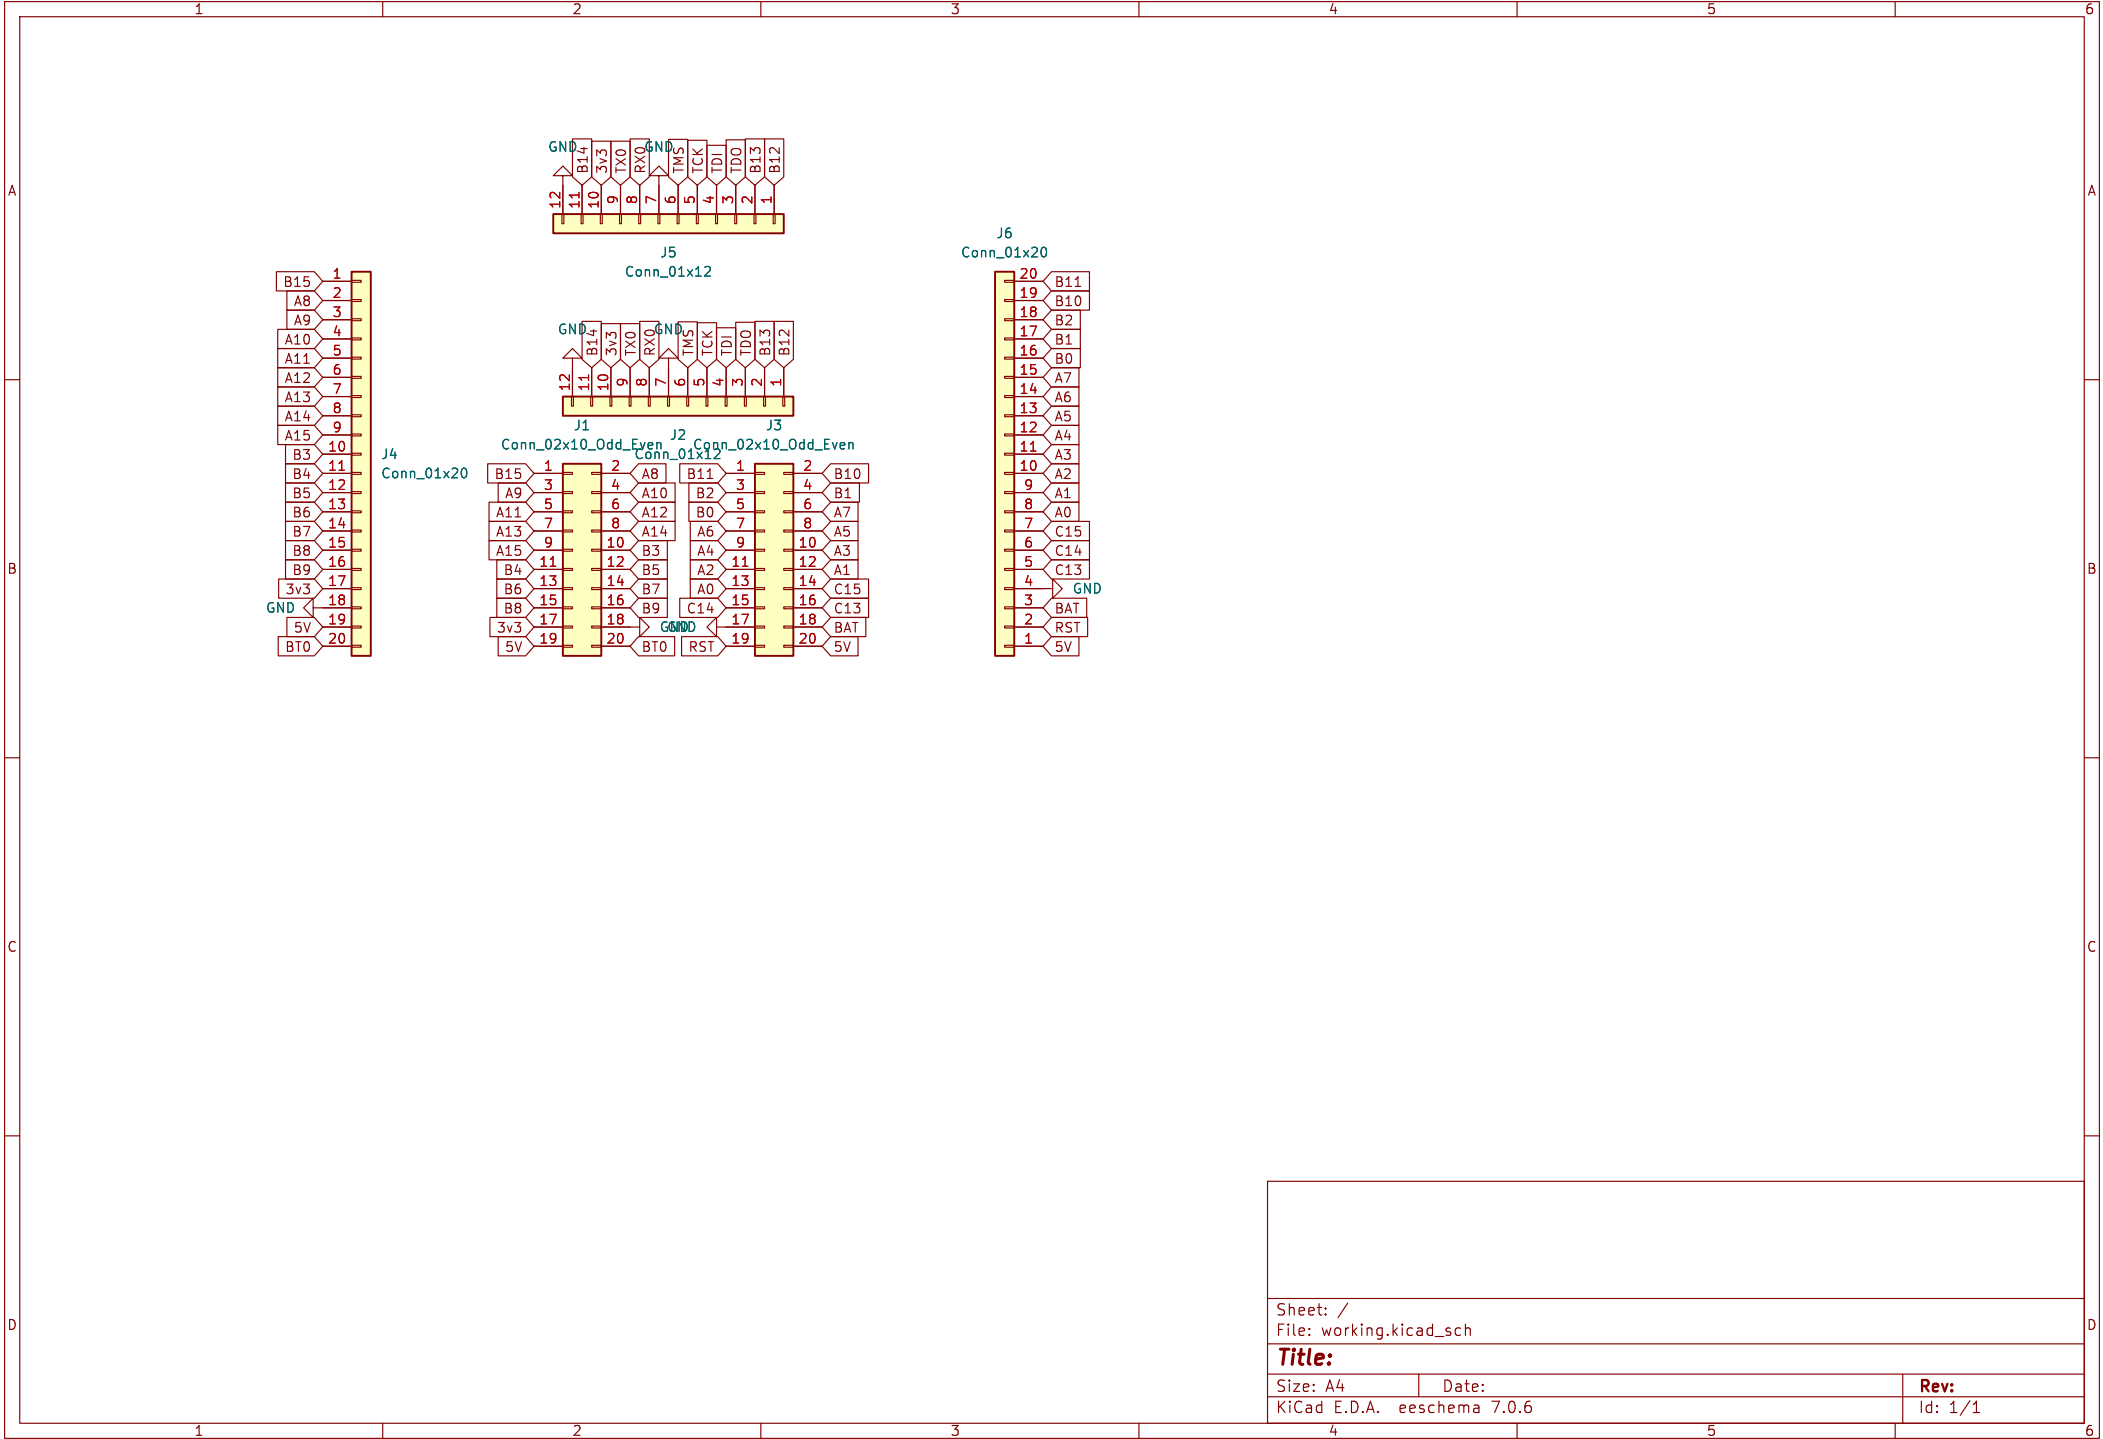 1 2 3 4 5 6
A
B
C
D
GND B14 3v3 TX0 RX0 GND TMS TCK TDI TDO B13 B12
12 11 10 9 8 7 6 5 4 3 2 1
J5
Conn_01x12
GND B14 3v3 TX0 RX0 GND TMS TCK TDI TDO B13 B12
12 11 10 9 8 7 6 5 4 3 2 1
J2
Conn_01x12
B15 1
A8 2
A9 3
A10 4
A11 5
A12 6
A13 7
A14 8
A15 9
B3 10
B4 11
B5 12
B6 13
B7 14
B8 15
B9 16
3v3 17
GND 18
5V 19
BT0 20
J4
Conn_01x20
J1
Conn_02x10_Odd_Even
B15 1 2 A8
A9 3 4 A10
A11 5 6 A12
A13 7 8 A14
A15 9 10 B3
B4 11 12 B5
B6 13 14 B7
B8 15 16 B9
3v3 17 18 GND
5V 19 20 BT0
J3
Conn_02x10_Odd_Even
B11 1 2 B10
B2 3 4 B1
B0 5 6 A7
A6 7 8 A5
A4 9 10 A3
A2 11 12 A1
A0 13 14 C15
C14 15 16 C13
GND 17 18 BAT
RST 19 20 5V
J6
Conn_01x20
20 B11
19 B10
18 B2
17 B1
16 B0
15 A7
14 A6
13 A5
12 A4
11 A3
10 A2
9 A1
8 A0
7 C15
6 C14
5 C13
4 GND
3 BAT
2 RST
1 5V
A
B
C
D
Sheet: /
File: working.kicad_sch
Title:
Size: A4 Date: Rev:
KiCad E.D.A. eeschema 7.0.6 Id: 1/1
1 2 3 4 5 6